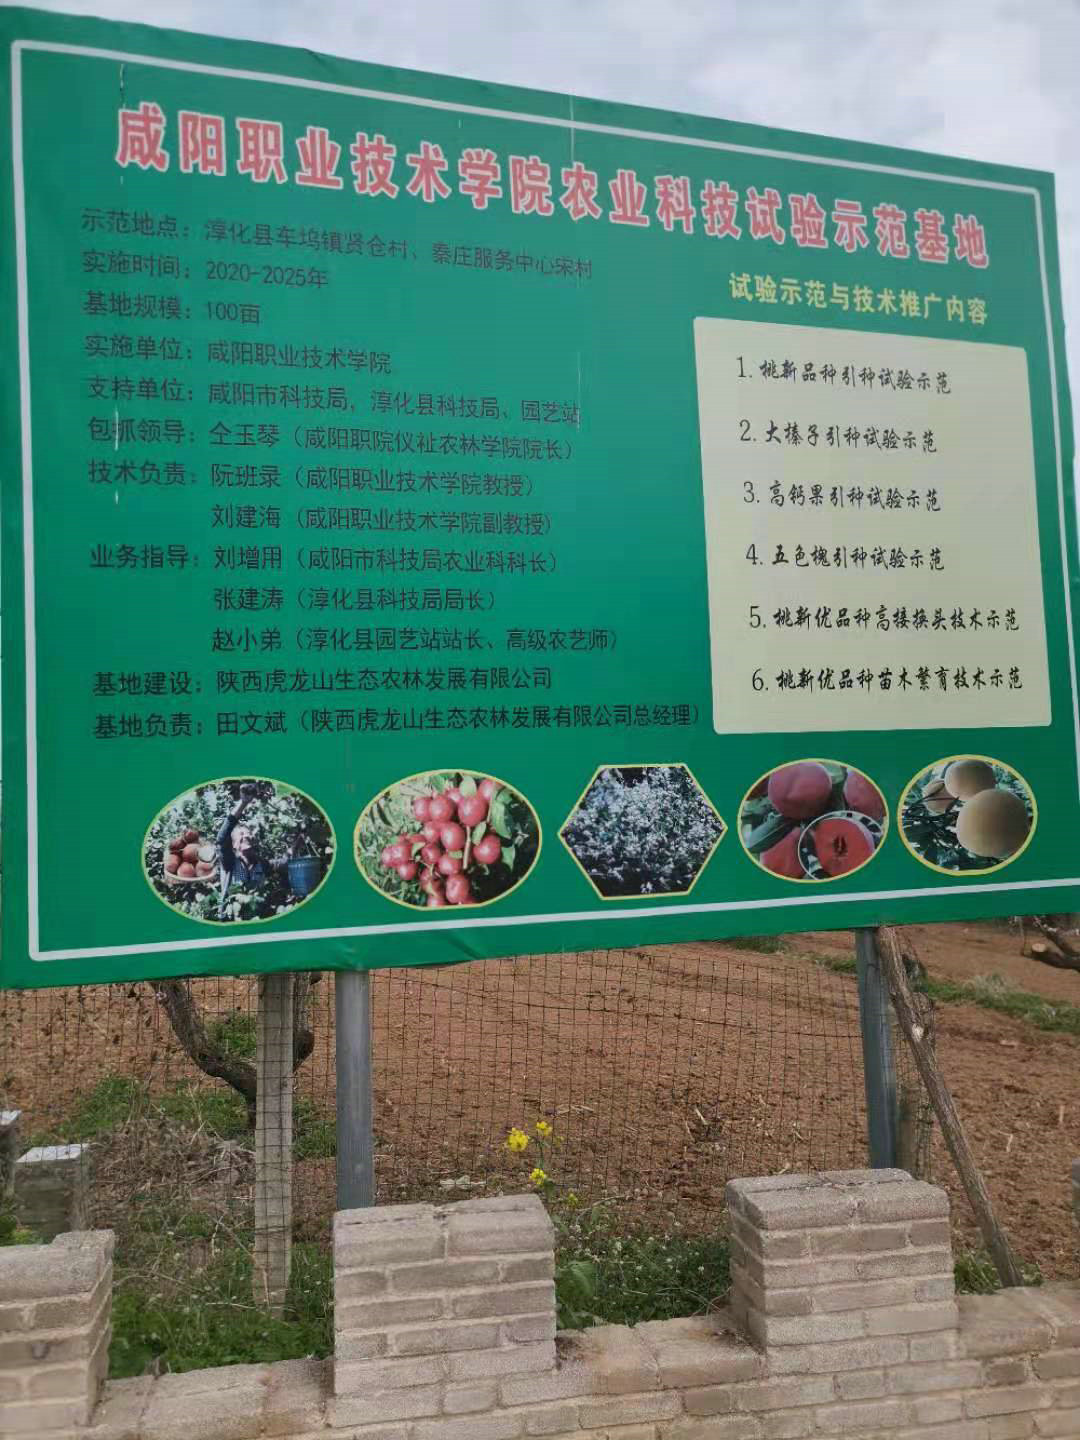 咸阳职业技术学院农业科技试验示范基地
示范地点：淳化县车坞镇贤仓村、秦庄服务中心宋村
实施时间：2020-2025年
基地规模：100亩
实施单位：咸阳职业技术学院
支持单位：咸阳市科技局，淳化县科技局、园艺站
包抓领导：仝玉琴（咸阳职院仪祉农林学院院长）
技术负责：阮班录（咸阳职业技术学院教授）
刘建海（咸阳职业技术学院副教授）
业务指导：刘增用（咸阳市科技局农业科科长）
张建涛（淳化县科技局局长）
赵小弟（淳化县园艺站站长、高级农艺师）
基地建设：陕西虎龙山生态农林发展有限公司
基地负责：田文斌（陕西虎龙山生态农林发展有限公司总经理）
试验示范与技术推广内容
1.桃新品种引种试验示范
2.大榛子引种试验示范
3.高钙果引种试验示范
4.五色槐引种试验示范
5.桃新优品种高接换头技术示范
6.桃新优品种苗木繁育技术示范